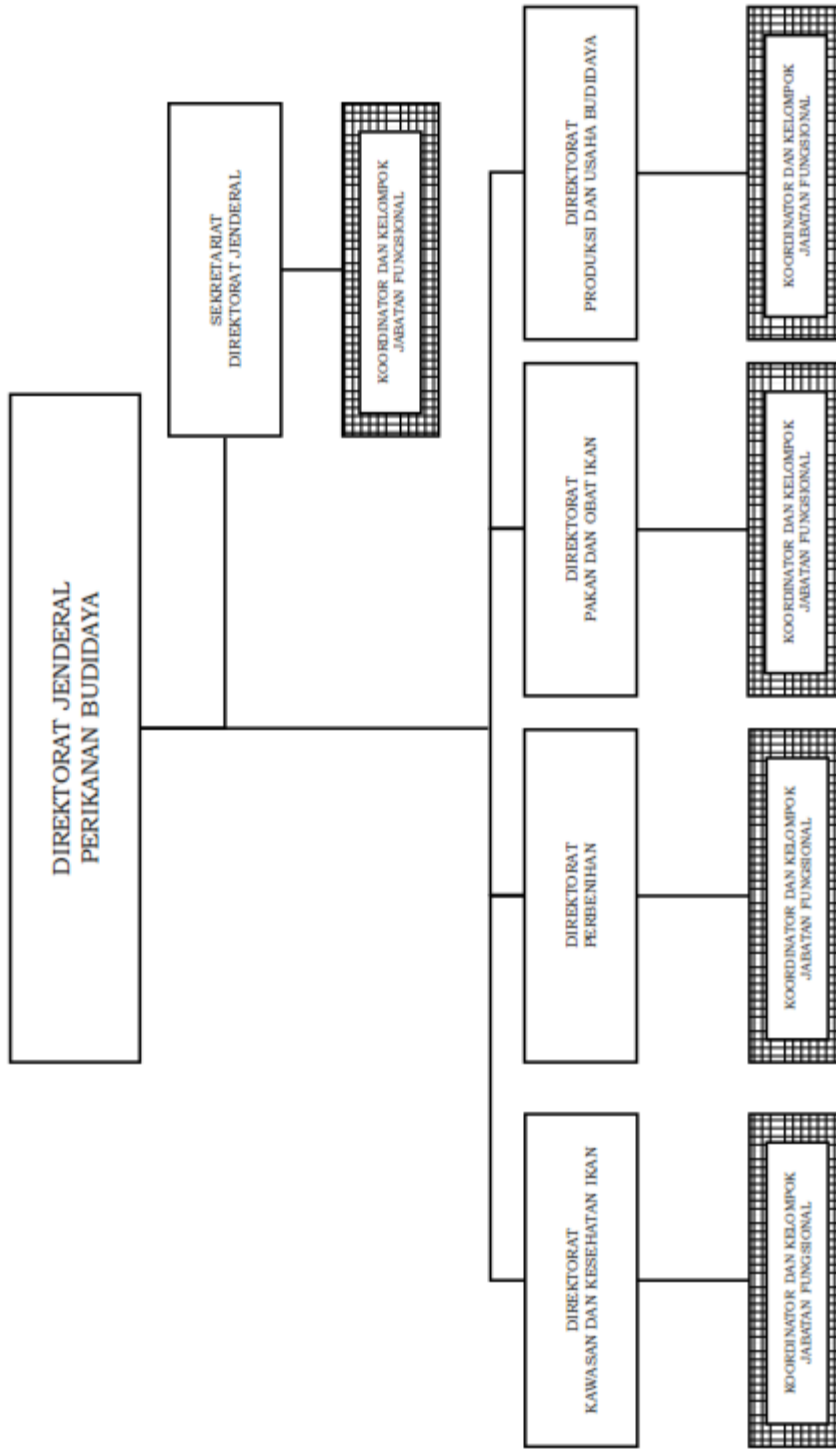 DIREKTORAT JENDERAL
PERIKANAN BUDIDAYA
SEKRETARIAT
DIREKTORAT JENDERAL
KOORDINATOR DAN KELOMPOK
JABATAN FUNGSIONAL
DIREKTORAT
KAWASAN DAN KESEHATAN IKAN
DIREKTORAT
PERBENIHAN
DIREKTORAT
PAKAN DAN OBAT IKAN
DIREKTORAT
PRODUKSI DAN USAHA BUDIDAYA
KOORDINATOR DAN KELOMPOK
JABATAN FUNGSIONAL
KOORDINATOR DAN KELOMPOK
JABATAN FUNGSIONAL
KOORDINATOR DAN KELOMPOK
JABATAN FUNGSIONAL
KOORDINATOR DAN KELOMPOK
JABATAN FUNGSIONAL